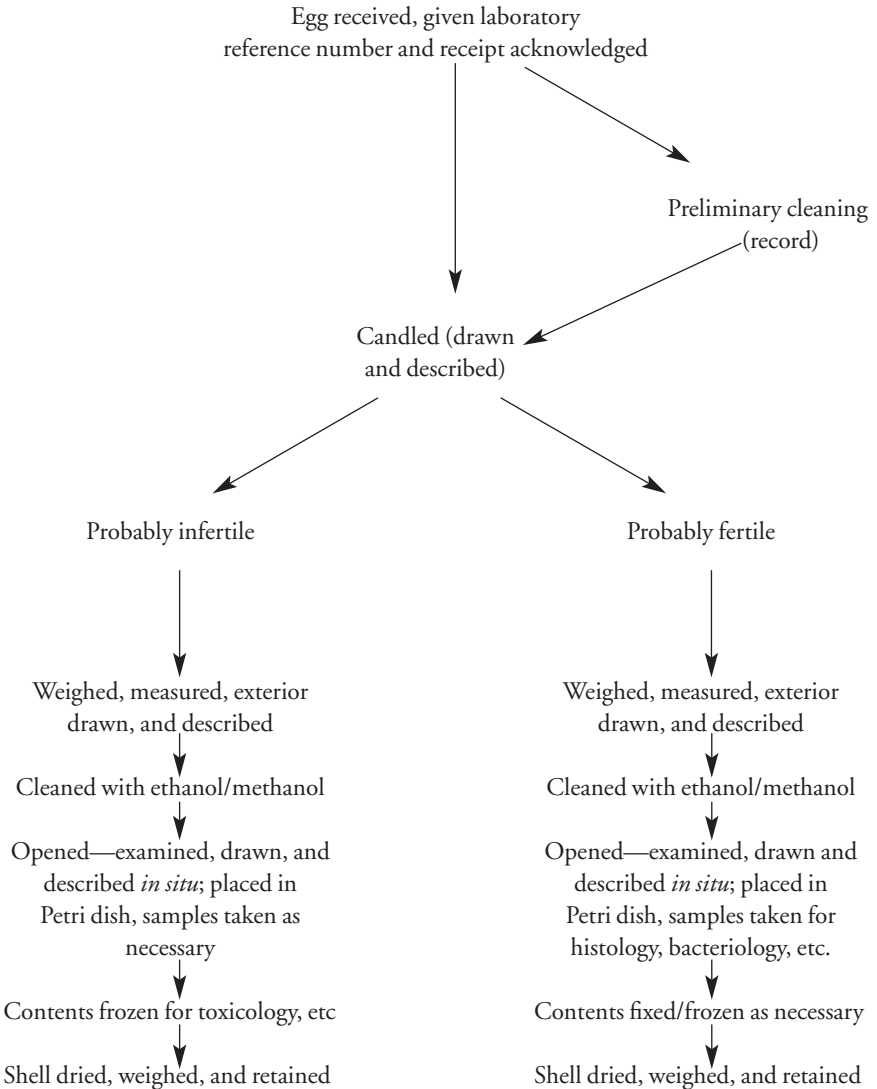 Egg received, given laboratory
reference number and receipt acknowledged
Preliminary cleaning
(record)
Candled (drawn
and described)
Probably infertile
Probably fertile
Weighed, measured, exterior
drawn, and described
Weighed, measured, exterior
drawn, and described
Cleaned with ethanol/methanol
Cleaned with ethanol/methanol
Opened—examined, drawn, and
described in situ; placed in
Petri dish, samples taken as
necessary
Opened—examined, drawn and
described in situ; placed in
Petri dish, samples taken for
histology, bacteriology, etc.
Contents frozen for toxicology, etc
Contents fixed/frozen as necessary
Shell dried, weighed, and retained
Shell dried, weighed, and retained